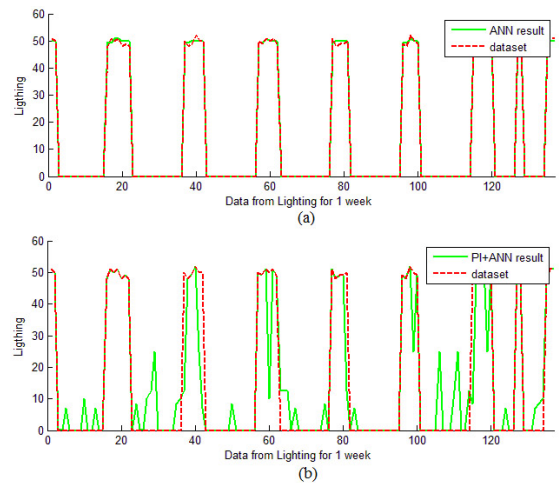 60
50
40
30
20
10
0
Ligthing
ANN result
dataset
0 20 40 60 80 100 120
Data from Lighting for 1 week
(a)
60
50
40
30
20
10
0
Ligthing
PI+ANN result
dataset
0 20 40 60 80 100 120
Data from Lighting for 1 week
(b)